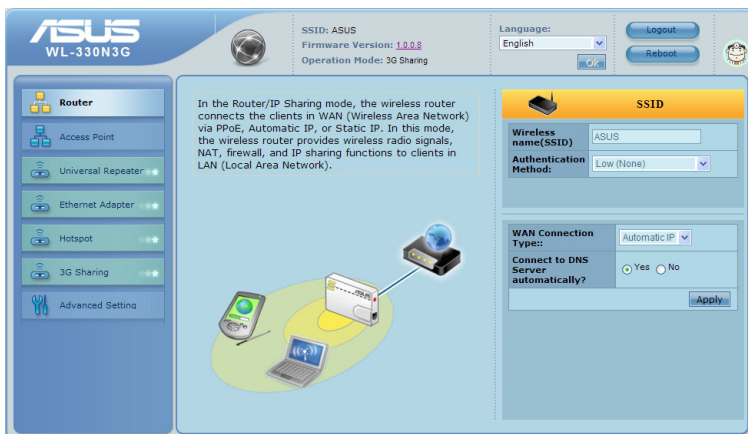 ASUS
WL-330N3G
SSID: ASUS
Firmware Version: 1.0.0.8
Operation Mode: 3G Sharing
Language:
English
Ok
Logout
Reboot
Router
Access Point
Universal Repeater
Ethernet Adapter
Hotspot
3G Sharing
Advanced Setting
In the Router/IP Sharing mode, the wireless router
connects the clients in WAN (Wireless Area Network)
via PPoE, Automatic IP, or Static IP. In this mode,
the wireless router provides wireless radio signals,
NAT, firewall, and IP sharing functions to clients in
LAN (Local Area Network).
SSID
Wireless
name(SSID)
ASUS
Authentication
Method:
Low (None)
WAN Connection
Type::
Automatic IP
Connect to DNS
Server
automatically?
Yes No
Apply